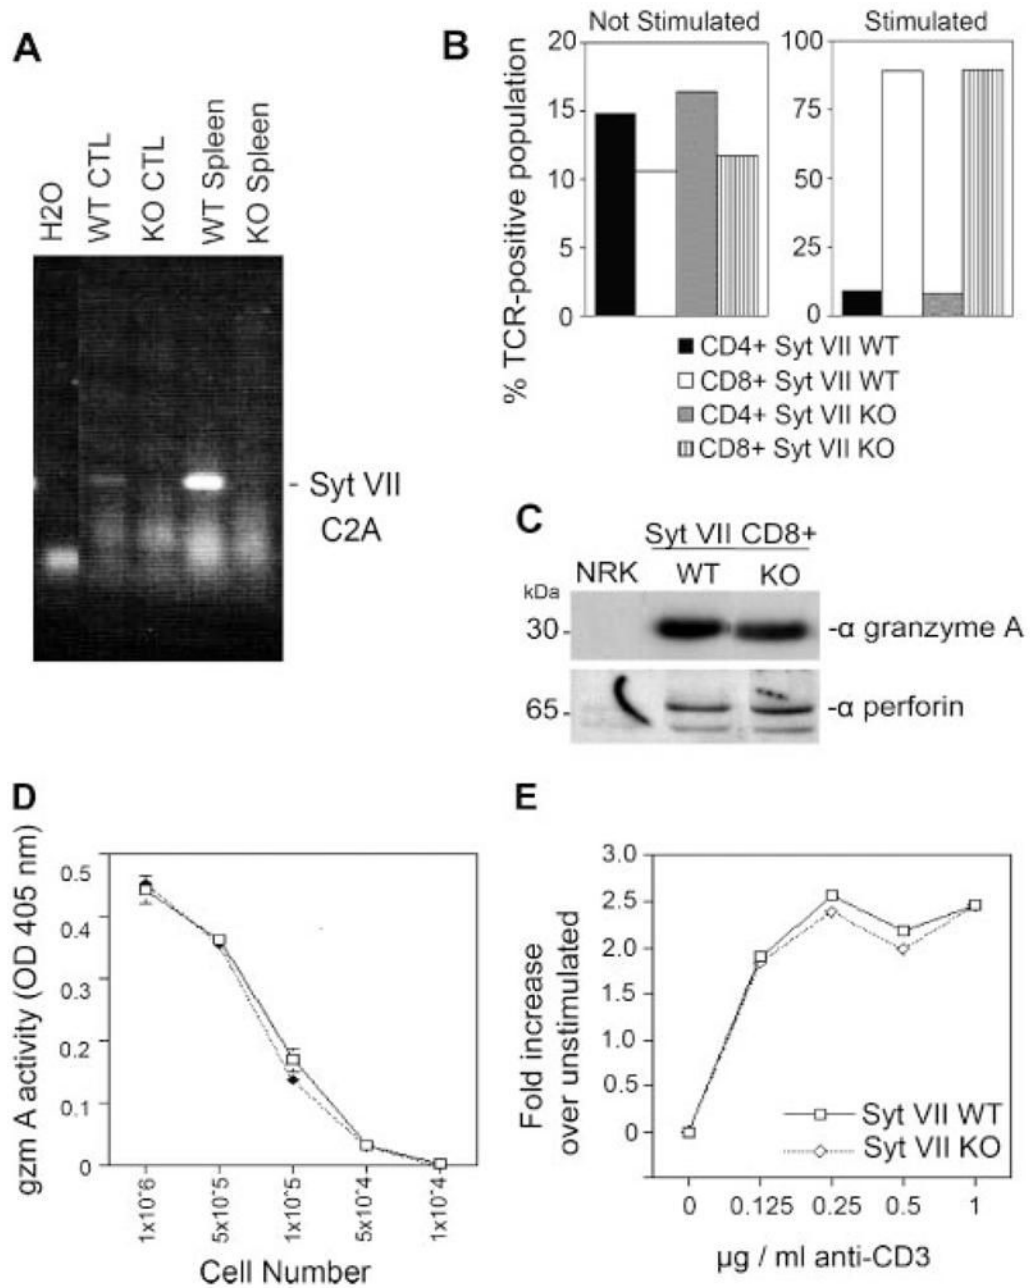 A
H2O
WT CTL
KO CTL
WT Spleen
KO Spleen
- Syt VII
C2A
B
Not Stimulated
Stimulated
% TCR-positive population
20
15
10
5
0
100
75
50
25
0
CD4+ Syt VII WT
CD8+ Syt VII WT
CD4+ Syt VII KO
CD8+ Syt VII KO
C
Syt VII CD8+
NRK WT KO
kDa
30- -α granzyme A
65- -α perforin
D
gzm A activity (OD 405 nm)
0.5
0.4
0.3
0.2
0.1
0
1x10^6
5x10^5
1x10^5
5x10^4
1x10^4
Cell Number
E
Fold increase
over unstimulated
3.0
2.5
2.0
1.5
1.0
0.5
0
Syt VII WT
Syt VII KO
0 0.125 0.25 0.5 1
µg / ml anti-CD3